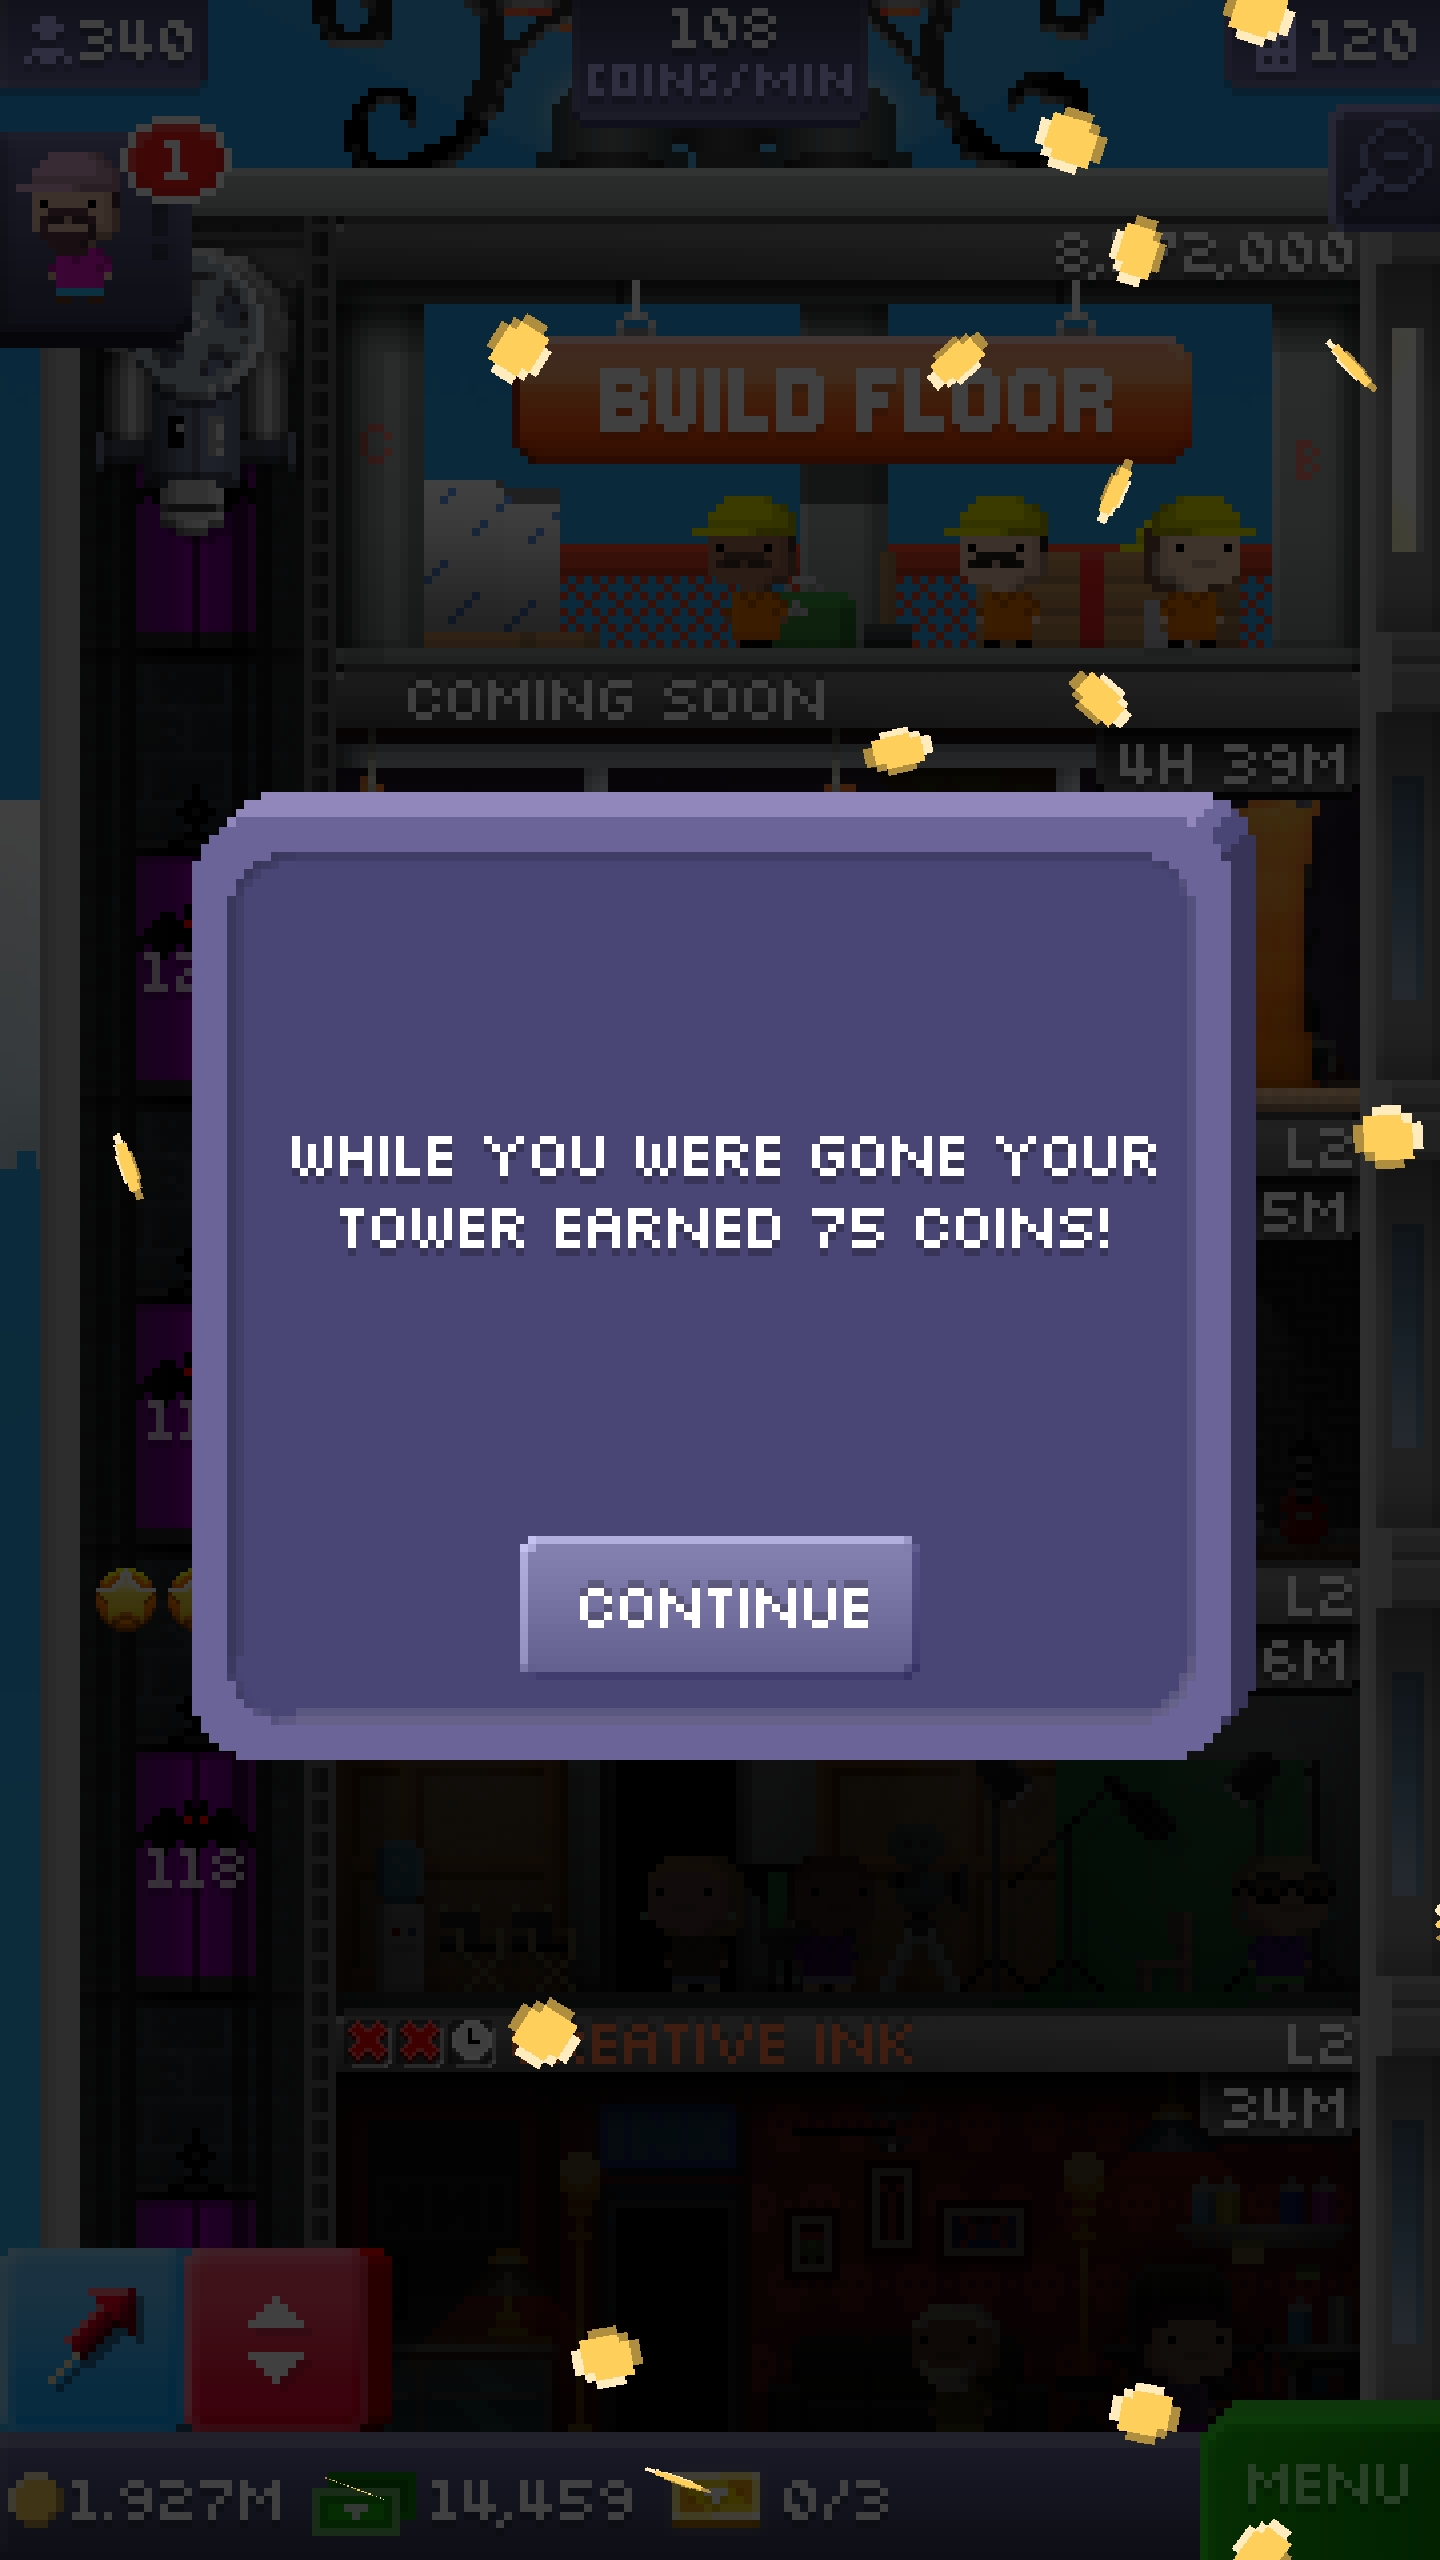 340
108
COINS/MIN
120
1
BUILD FLOOR
C
B
COMING SOON
4H 39M
WHILE YOU WERE GONE YOUR
TOWER EARNED 75 COINS!
L2
5M
CONTINUE
L2
6M
118
L2
34M
INK
1.927M
14,459
0/3
MENU